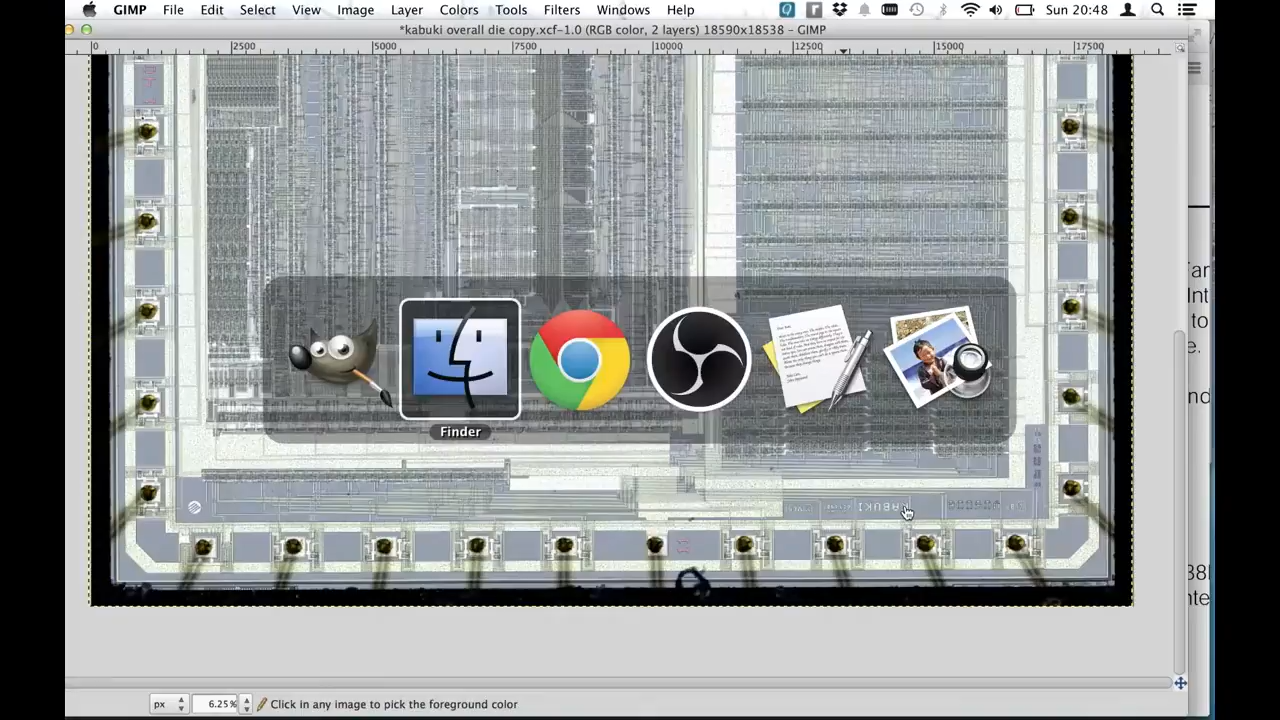 GIMP File Edit Select View Image Layer Colors Tools Filters Windows Help Sun 20:48
*kabuki overall die copy.xcf-1.0 (RGB color, 2 layers) 18590x18538 – GIMP
0 2500 5000 7500 10000 12500 15000 17500
Finder
KABUKI
px 6.25% Click in any image to pick the foreground color